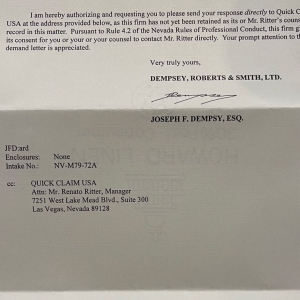 I am hereby authorizing and requesting you to please send your response directly to Quick C
USA at the address provided below, as this firm has not yet been retained as its or Mr. Ritter's couns
record in this matter. Pursuant to Rule 4.2 of the Nevada Rules of Professional Conduct, this firm g
its consent for you or your or your counsel to contact Mr. Ritter directly. Your prompt attention to th
demand letter is appreciated.
Very truly yours,
DEMPSEY, ROBERTS & SMITH, LTD.
JOSEPH F. DEMPSY, ESQ.
JFD:ard
Enclosures: None
Intake No.: NV-M79-72A
cc: QUICK CLAIM USA
Attn: Mr. Renato Ritter, Manager
7251 West Lake Mead Blvd., Suite 300
Las Vegas, Nevada 89128